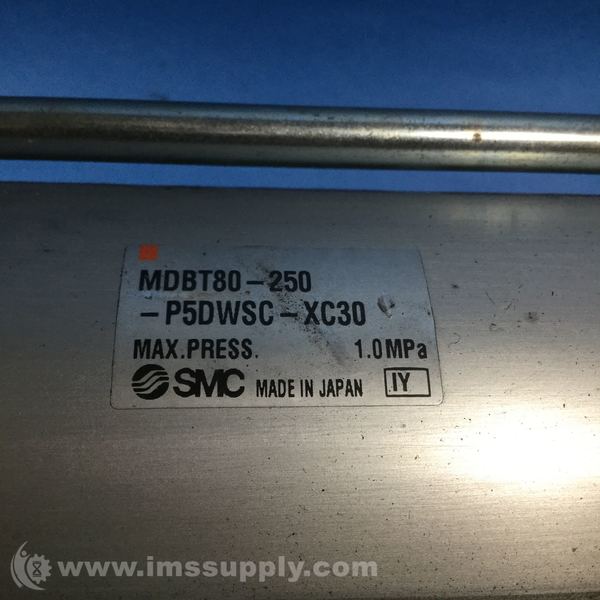 MDBT80-250
-P5DWSC-XC30
MAX.PRESS. 1.0MPa
SMC MADE IN JAPAN IY
www.imssupply.com